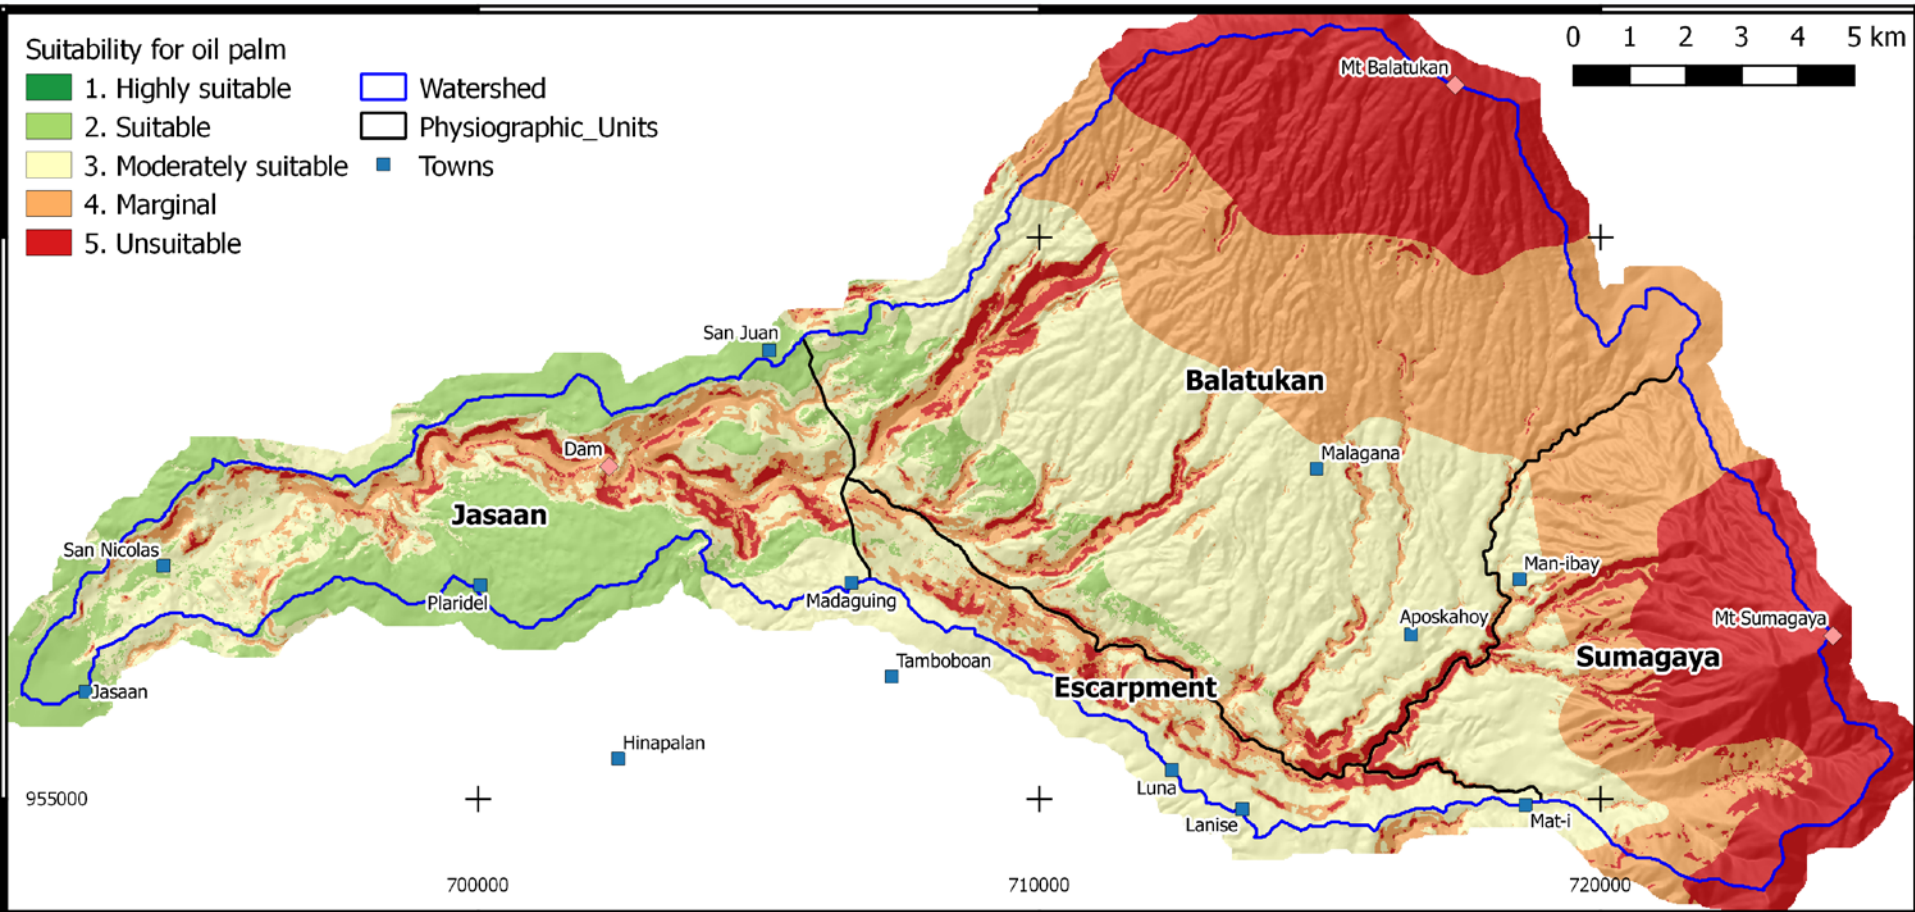 Suitability for oil palm
1. Highly suitable
2. Suitable
3. Moderately suitable
4. Marginal
5. Unsuitable
Watershed
Physiographic_Units
Towns
0 1 2 3 4 5 km
Mt Balatukan
San Juan
Balatukan
Dam
Malagana
Jasaan
San Nicolas
Man-ibay
Plaridel
Madaguing
Aposkahoy
Mt Sumagaya
Tamboboan
Sumagaya
Jasaan
Escarpment
Hinapalan
Luna
955000
Lanise
Mat-i
700000
710000
720000